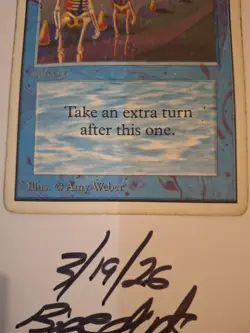 Take an extra turn
after this one.
Illus. © Amy Weber
3/19/26